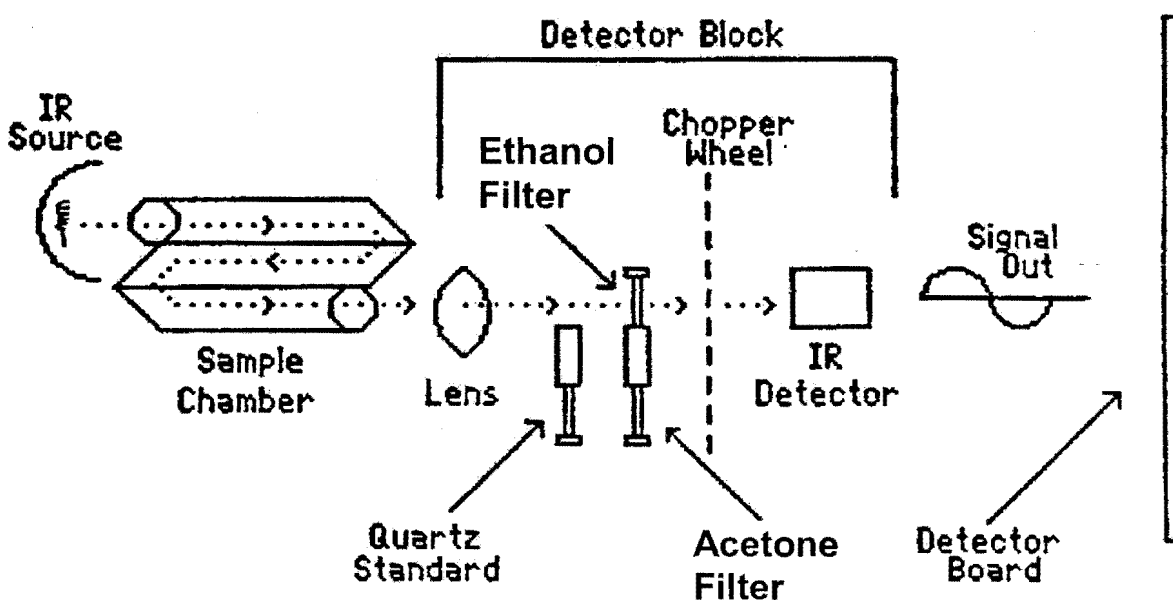 Detector Block
IR
Source
Ethanol
Filter
Chopper
Wheel
Signal
Out
Sample
Chamber
Lens
IR
Detector
Quartz
Standard
Acetone
Filter
Detector
Board